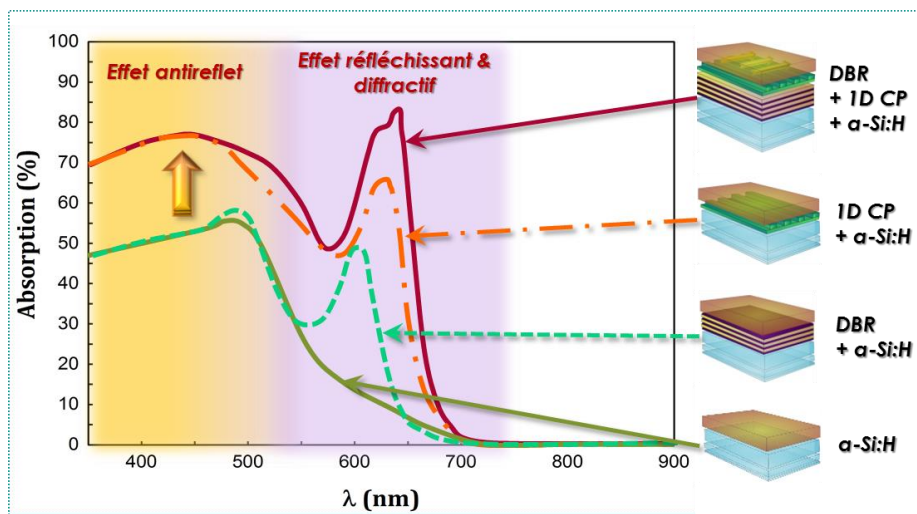 Effet antireflet
Effet réfléchissant &
diffractif
Absorption (%)
100
90
80
70
60
50
40
30
20
10
0
400
500
600
700
800
900
λ (nm)
DBR
+ 1D CP
+ a-Si:H
1D CP
+ a-Si:H
DBR
+ a-Si:H
a-Si:H